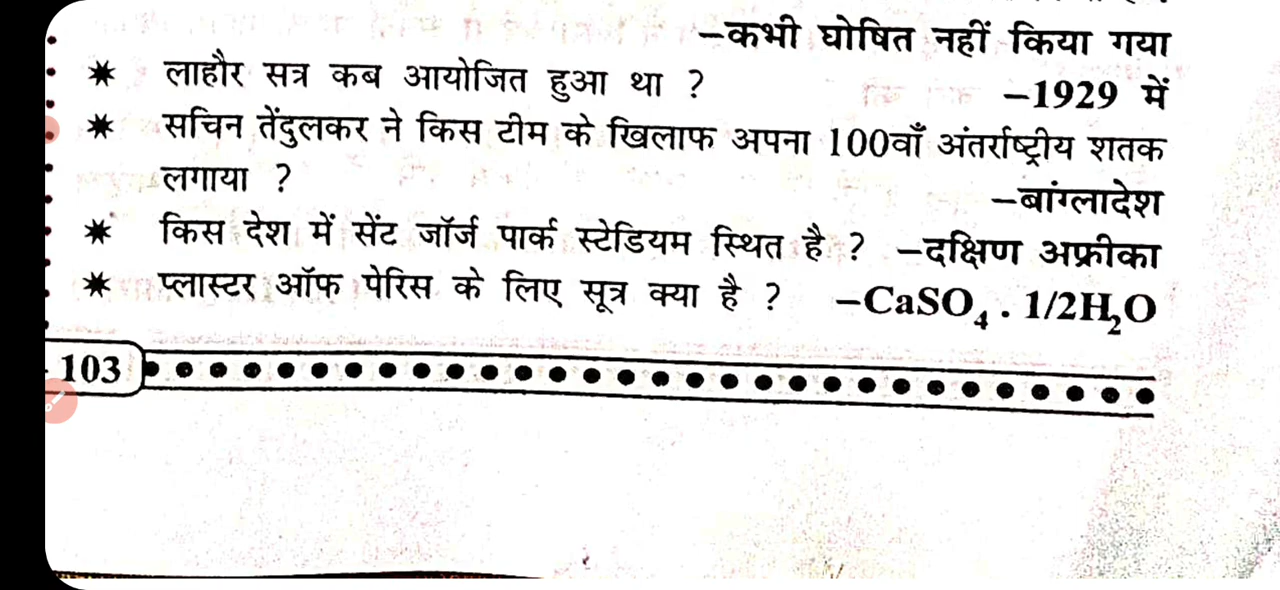 –कभी घोषित नहीं किया गया
✷ लाहौर सत्र कब आयोजित हुआ था ? –1929 में
✷ सचिन तेंदुलकर ने किस टीम के खिलाफ अपना 100वाँ अंतर्राष्ट्रीय शतक
लगाया ? –बांग्लादेश
✷ किस देश में सेंट जॉर्ज पार्क स्टेडियम स्थित है ? –दक्षिण अफ्रीका
✷ प्लास्टर ऑफ पेरिस के लिए सूत्र क्या है ? –CaSO₄ . 1/2H₂O
103